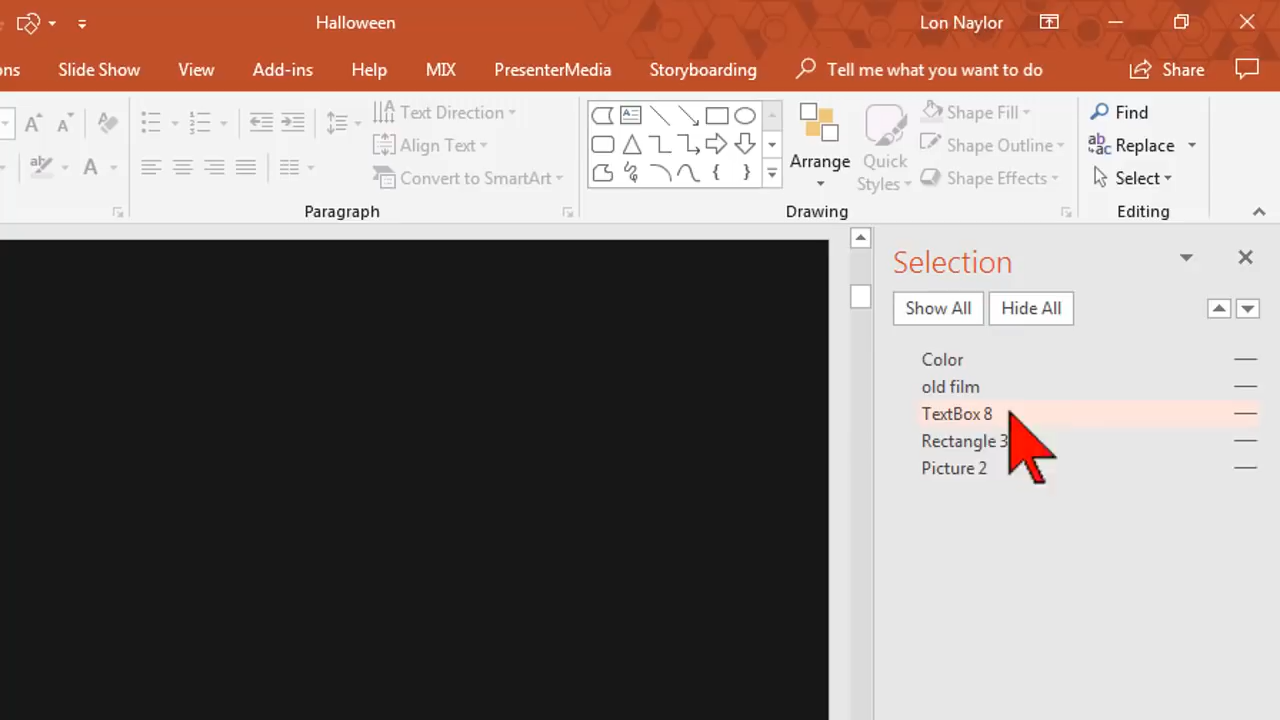 Halloween
Lon Naylor
ons
Slide Show
View
Add-ins
Help
MIX
PresenterMedia
Storyboarding
Tell me what you want to do
Share
A A
Text Direction
Align Text
Convert to SmartArt
A
Paragraph
Arrange
Quick
Styles
Shape Fill
Shape Outline
Shape Effects
Drawing
Find
ab
ac
Replace
Select
Editing
Selection
Show All
Hide All
Color
old film
TextBox 8
Rectangle 3
Picture 2